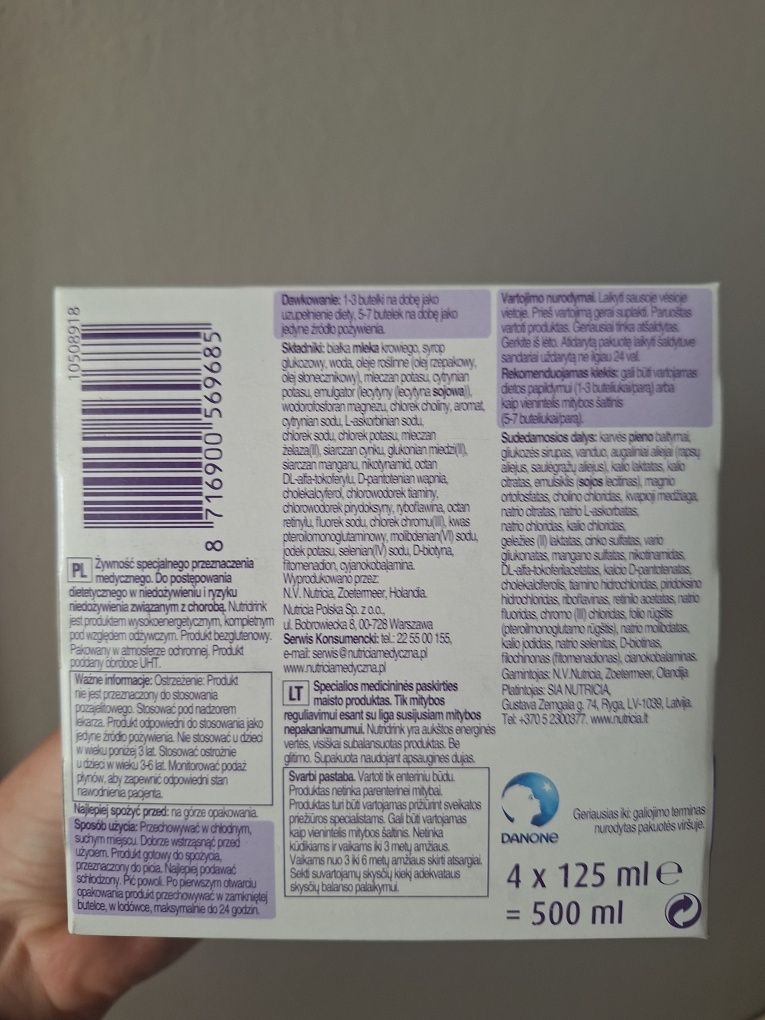 10508918
8 716900 569685
PL Żywność specjalnego przeznaczenia
medycznego. Do postępowania
dietetycznego w niedożywieniu i ryzyku
niedożywienia związanym z chorobą. Nutridrink
jest produktem wysokoenergetycznym, kompletnym
pod względem odżywczym. Produkt bezglutenowy.
Pakowany w atmosferze ochronnej. Produkt
poddany obróbce UHT.
Ważne informacje: Ostrzeżenie: Produkt
nie jest przeznaczony do stosowania
pozajelitowego. Stosować pod nadzorem
lekarza. Produkt odpowiedni do stosowania jako
jedyne źródło pożywienia. Nie stosować u dzieci
w wieku poniżej 3 lat. Stosować ostrożnie
u dzieci w wieku 3-6 lat. Monitorować podaż
płynów, aby zapewnić odpowiedni stan
nawodnienia pacjenta.
Najlepiej spożyć przed: na górze opakowania.
Sposób użycia: Przechowywać w chłodnym,
suchym miejscu. Dobrze wstrząsnąć przed
użyciem. Produkt gotowy do spożycia,
przeznaczony do picia. Najlepiej podawać
schłodzony. Pić powoli. Po pierwszym otwarciu
opakowania produkt przechowywać w zamkniętej
butelce, w lodówce, maksymalnie do 24 godzin.
Dawkowanie: 1-3 butelki na dobę jako
uzupełnienie diety, 5-7 butelek na dobę jako
jedyne źródło pożywienia.
Składniki: białka mleka krowiego, syrop
glukozowy, woda, oleje roślinne (olej rzepakowy,
olej słonecznikowy), mleczan potasu, cytrynian
potasu, emulgator (lecytyny (lecytyna sojowa)),
wodorofosforan magnezu, chlorek choliny, aromat,
cytrynian sodu, L-askorbinian sodu,
chlorek sodu, chlorek potasu, mleczan
żelaza(II), siarczan cynku, glukonian miedzi(II),
siarczan manganu, nikotynamid, octan
DL-alfa-tokoferylu, D-pantotenian wapnia,
cholekalcyferol, chlorowodorek tiaminy,
chlorowodorek pirydoksyny, ryboflawina, octan
retinylu, fluorek sodu, chlorek chromu(III), kwas
pteroilomonoglutaminowy, molibdenian(VI) sodu,
jodek potasu, selenian(IV) sodu, D-biotyna,
fitomenadion, cyjanokobalamina.
Wyprodukowano przez:
N.V. Nutricia, Zoetermeer, Holandia.
Nutricia Polska Sp. z o.o.,
ul. Bobrowiecka 8, 00-728 Warszawa
Serwis Konsumencki: tel.: 22 55 00 155,
e-mail: serwis@nutriciamedyczna.pl
www.nutriciamedyczna.pl
LT Specialios medicininės paskirties
maisto produktas. Tik mitybos
reguliavimui esant su liga susijusiam mitybos
nepakankamumui. Nutridrink yra aukštos energinės
vertės, visiškai subalansuotas produktas. Be
glitimo. Supakuota naudojant apsaugines dujas.
Svarbi pastaba. Vartoti tik enteriniu būdu.
Produktas netinka parenterinei mitybai.
Produktas turi būti vartojamas prižiūrint sveikatos
priežiūros specialistams. Gali būti vartojamas
kaip vienintelis mitybos šaltinis. Netinka
kūdikiams ir vaikams iki 3 metų amžiaus.
Vaikams nuo 3 iki 6 metų amžiaus skirti atsargiai.
Sekti suvartojamų skysčių kiekį adekvataus
skysčių balanso palaikymui.
Vartojimo nurodymai. Laikyti sausoje vėsioje
vietoje. Prieš vartojimą gerai suplakti. Paruoštas
vartoti produktas. Geriausiai tinka atšaldytas.
Gerkite iš lėto. Atidarytą pakuotę laikyti šaldytuve
sandariai uždarytą ne ilgiau 24 val.
Rekomenduojamas kiekis: gali būti vartojamas
dietos papildymui (1-3 buteliukai/parą) arba
kaip vienintelis mitybos šaltinis
(5-7 buteliukai/parą).
Sudedamosios dalys: karvės pieno baltymai,
gliukozės sirupas, vanduo, augaliniai aliejai (rapsų
aliejus, saulėgrąžų aliejus), kalio laktatas, kalio
citratas, emulsiklis (sojos lecitinas), magnio
ortofosfatas, cholino chloridas, kvapioji medžiaga,
natrio citratas, natrio L-askorbatas,
natrio chloridas, kalio chloridas,
geležies (II) laktatas, cinko sulfatas, vario
gliukonatas, mangano sulfatas, nikotinamidas,
DL-alfa-tokoferilacetatas, kalcio D-pantotenatas,
cholekalciferolis, tiamino hidrochloridas, piridoksino
hidrochloridas, riboflavinas, retinilo acetatas, natrio
fluoridas, chromo (III) chloridas, folio rūgštis
(pteroilmonoglutamo rūgštis), natrio molibdatas,
kalio jodidas, natrio selenitas, D-biotinas,
filochinonas (fitomenadionas), cianokobalaminas.
Gamintojas: N.V.Nutricia, Zoetermeer, Olandija
Platintojas: SIA NUTRICIA,
Gustava Zemgala g. 74, Ryga, LV-1039, Latvija.
Tel: +370 5 2300377. www.nutricia.lt
DANONE
Geriausias iki: galiojimo terminas
nurodytas pakuotės viršuje.
4 x 125 ml e
= 500 ml